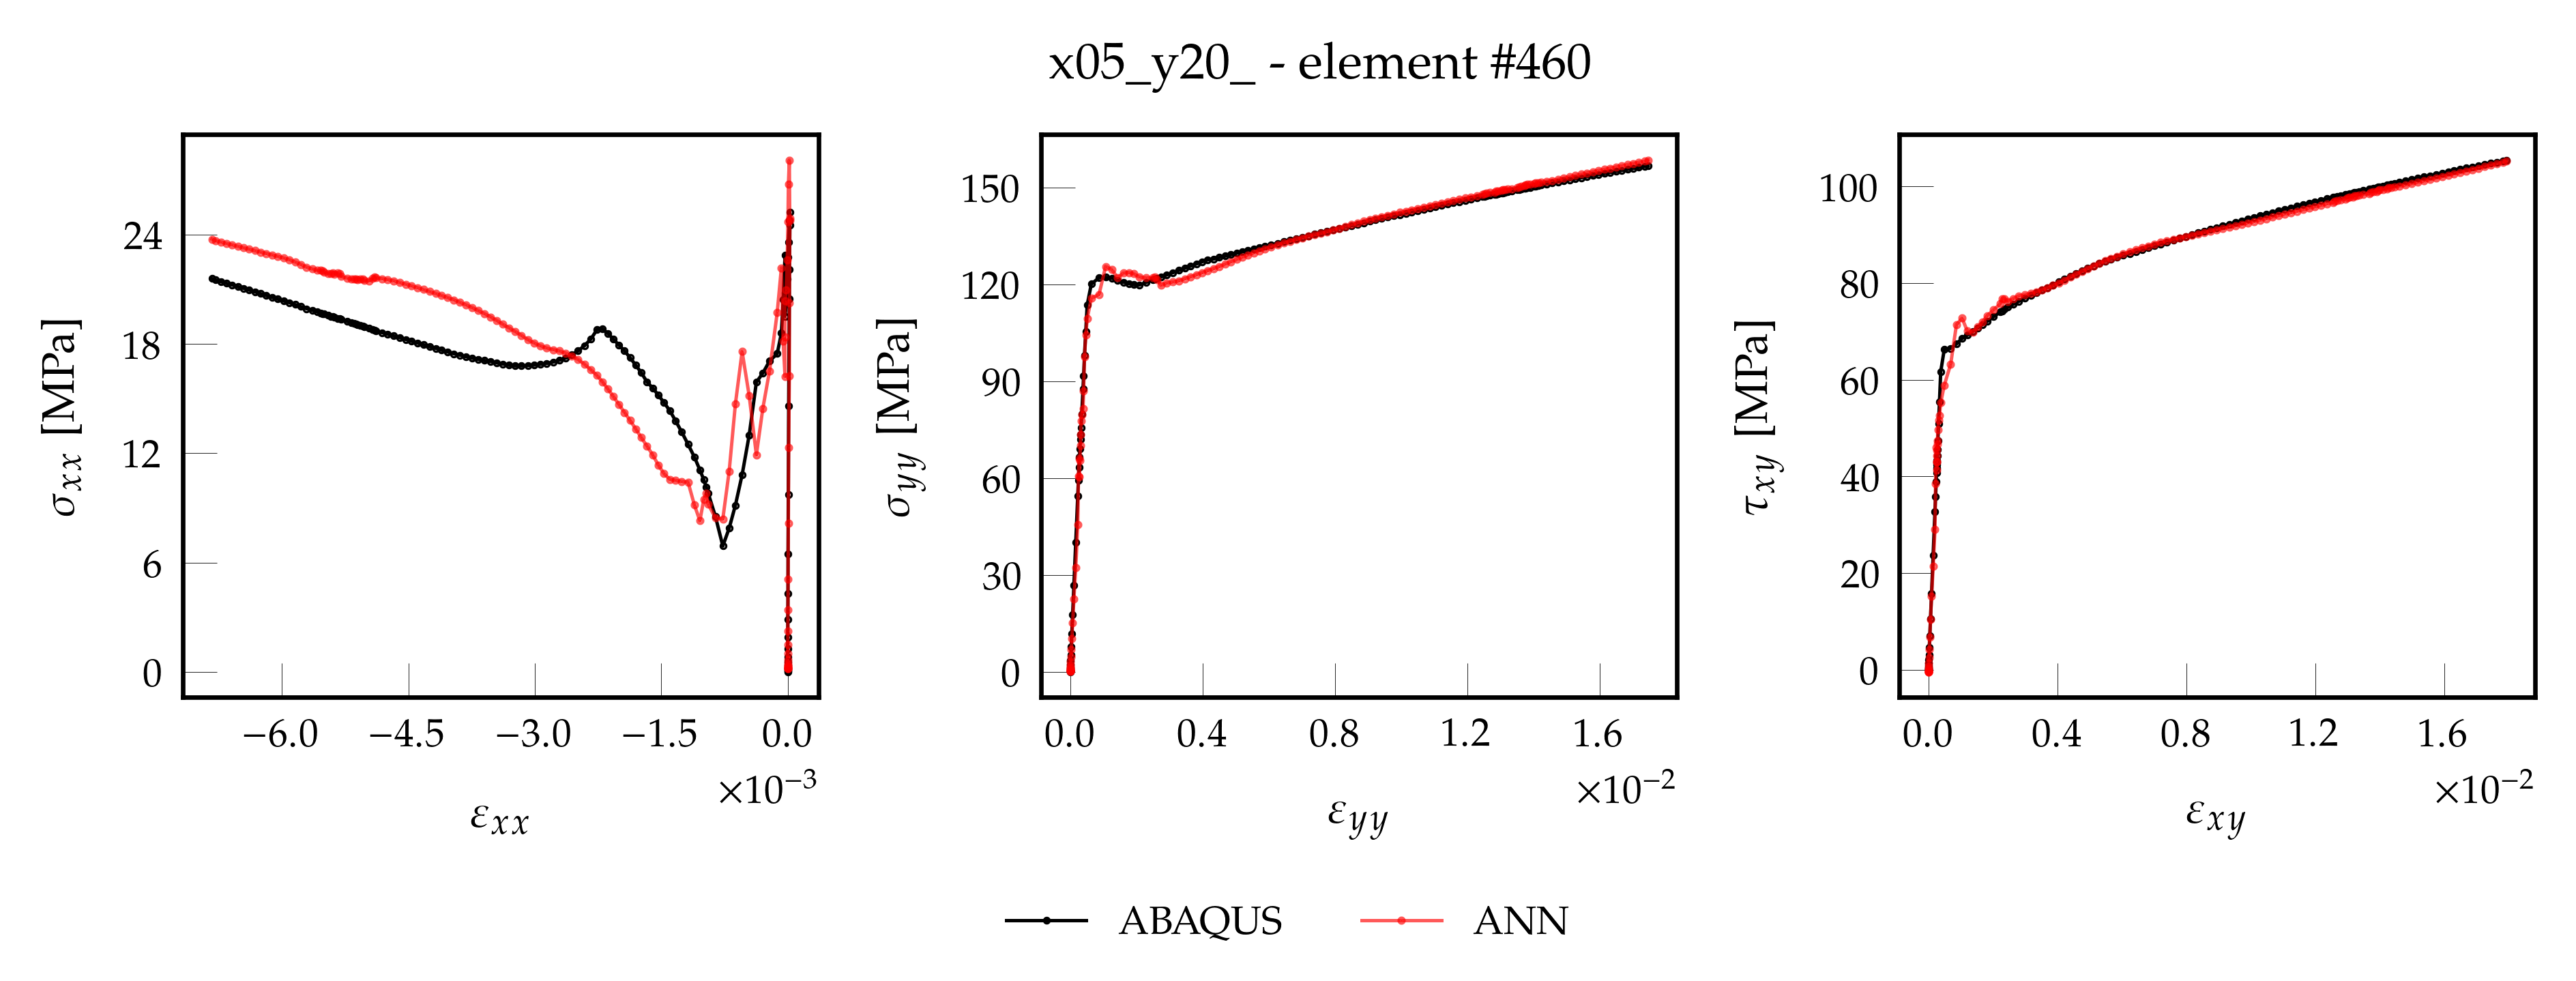 x05_y20_ - element #460
σxx [MPa]
24
18
12
6
0
−6.0 −4.5 −3.0 −1.5 0.0
×10⁻³
εxx
σyy [MPa]
150
120
90
60
30
0
0.0 0.4 0.8 1.2 1.6
×10⁻²
εyy
τxy [MPa]
100
80
60
40
20
0
0.0 0.4 0.8 1.2 1.6
×10⁻²
εxy
ABAQUS ANN